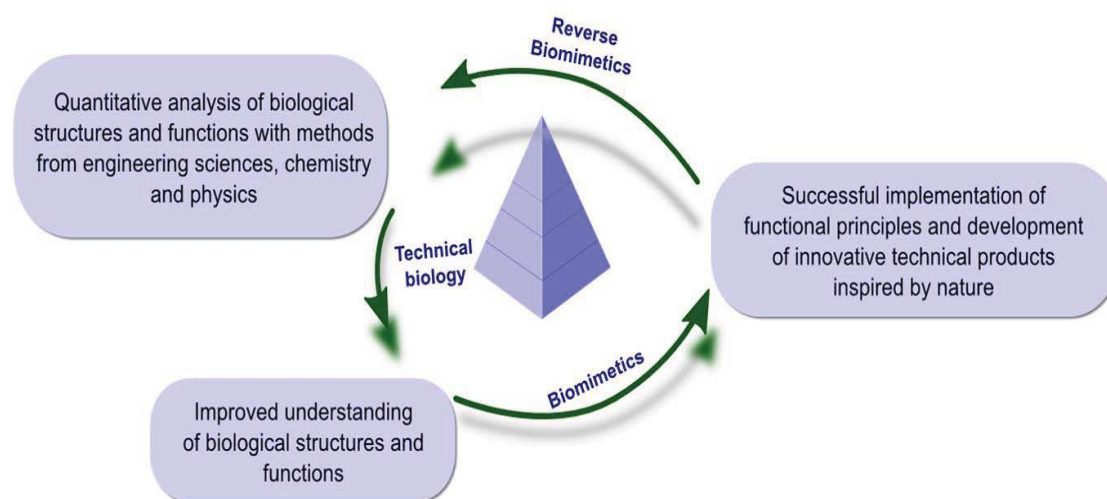 Reverse
Biomimetics
Quantitative analysis of biological
structures and functions with methods
from engineering sciences, chemistry
and physics
Successful implementation of
functional principles and development
of innovative technical products
inspired by nature
Technical
biology
Biomimetics
Improved understanding
of biological structures and
functions